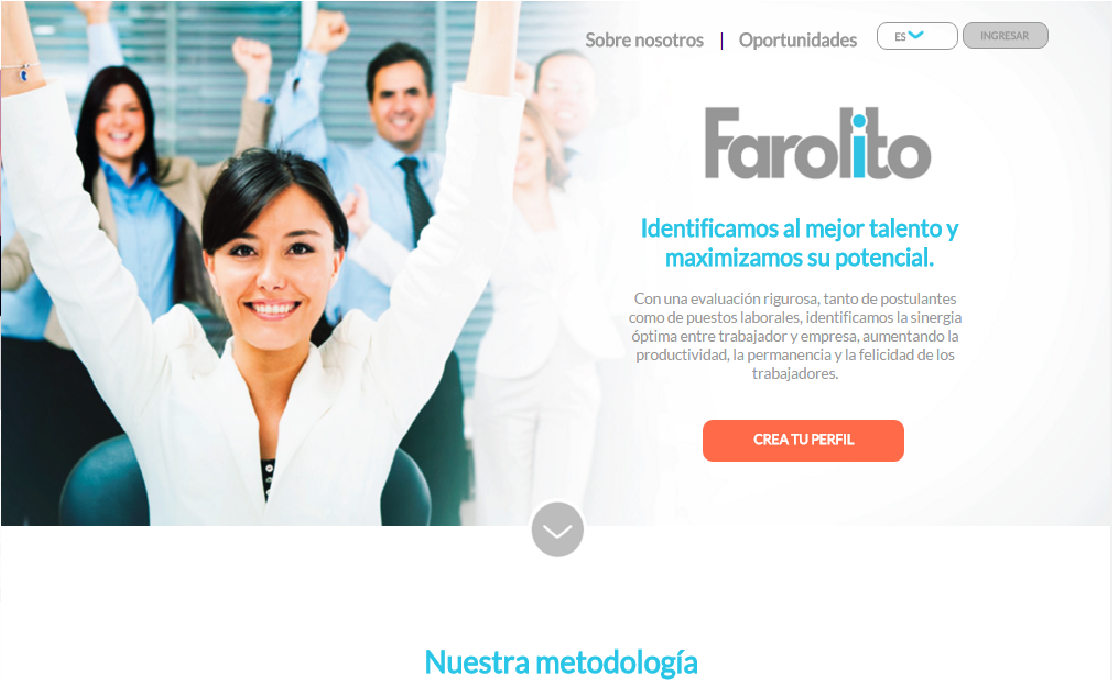 Sobre nosotros | Oportunidades ES INGRESAR
Farolito
Identificamos al mejor talento y
maximizamos su potencial.
Con una evaluación rigurosa, tanto de postulantes
como de puestos laborales, identificamos la sinergia
óptima entre trabajador y empresa, aumentando la
productividad, la permanencia y la felicidad de los
trabajadores.
CREA TU PERFIL
Nuestra metodología